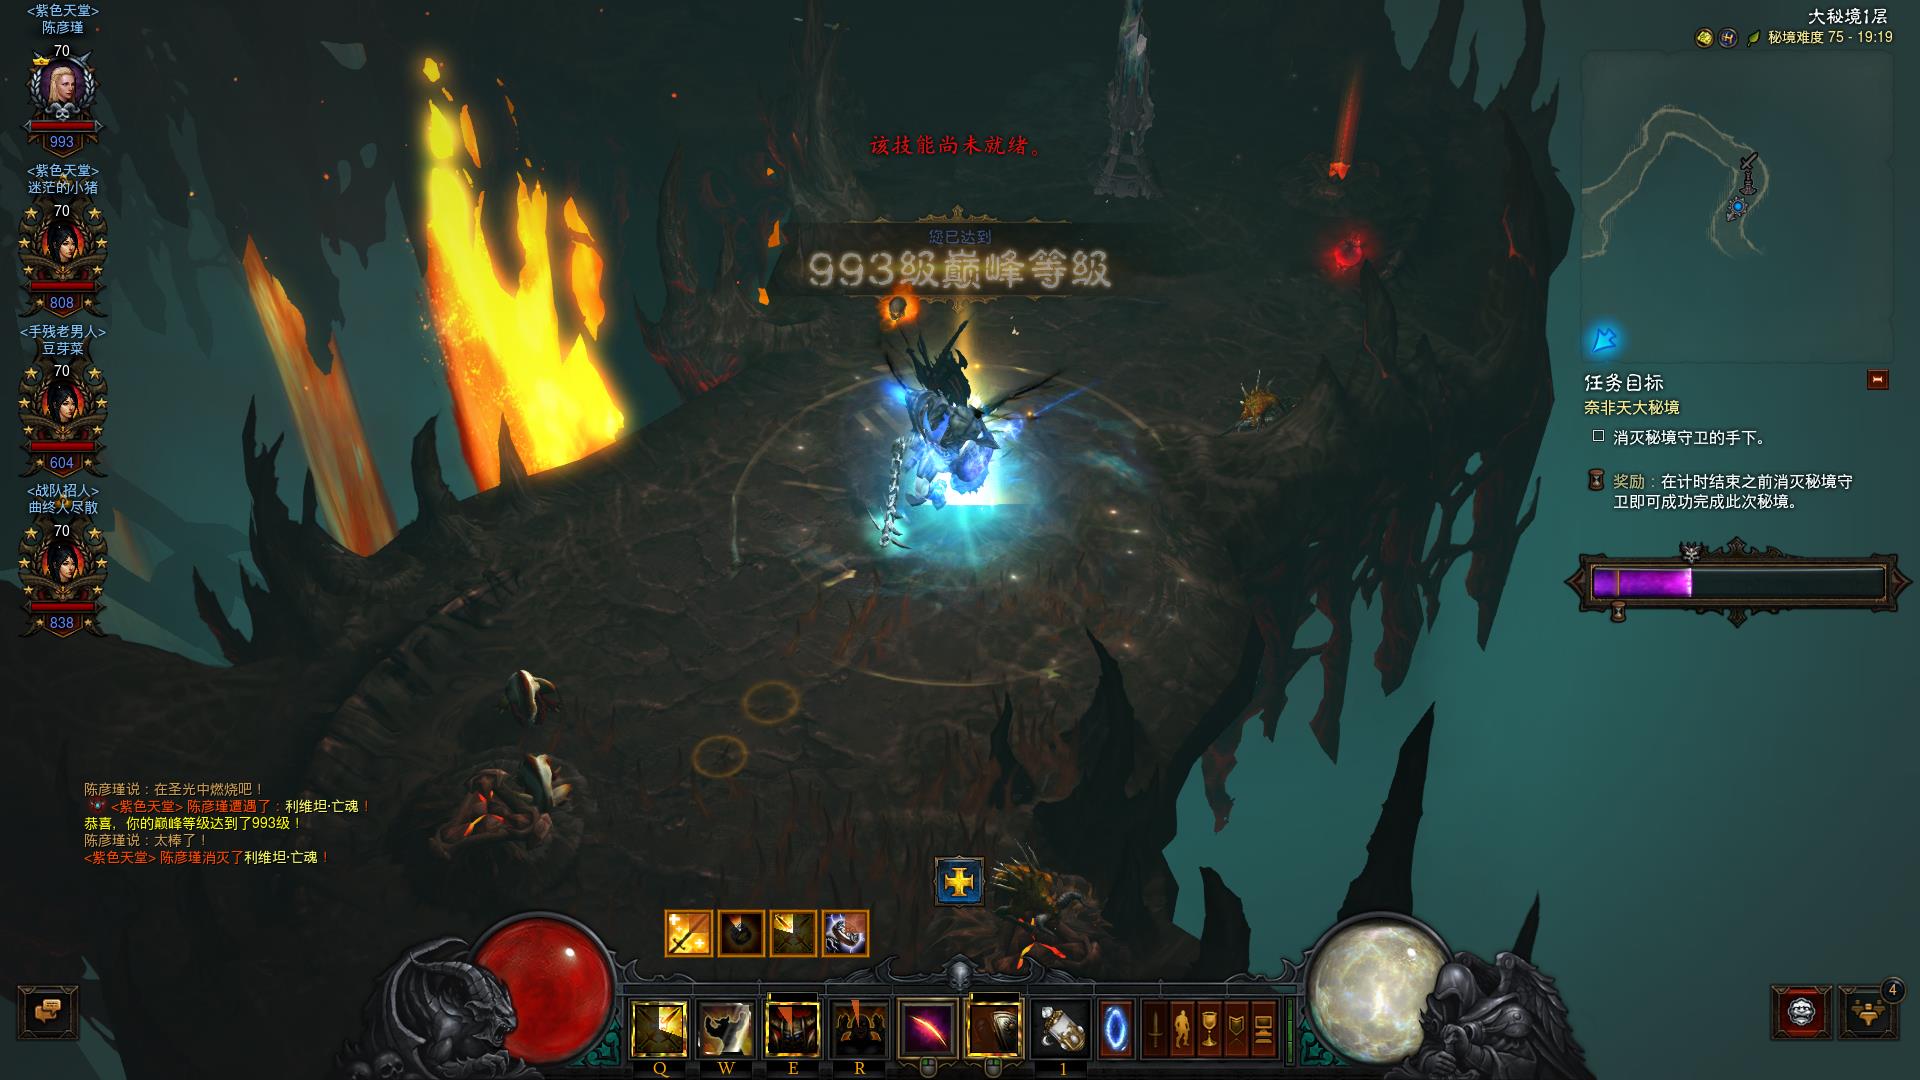 <紫色天堂>
陈彦瑾
70
993
<紫色天堂>
迷茫的小猪
70
808
<手残老男人>
豆芽菜
70
604
<战队招人>
曲终人尽散
70
838
该技能尚未就绪。
您已达到
993级巅峰等级
大秘境1层
秘境难度 75 - 19:19
任务目标
奈非天大秘境
消灭秘境守卫的手下。
奖励：在计时结束之前消灭秘境守
卫即可成功完成此次秘境。
陈彦瑾说：在圣光中燃烧吧！
<紫色天堂> 陈彦瑾遭遇了：利维坦·亡魂！
恭喜，你的巅峰等级达到了993级！
陈彦瑾说：太棒了！
<紫色天堂> 陈彦瑾消灭了利维坦·亡魂！
Q W E R 1
4